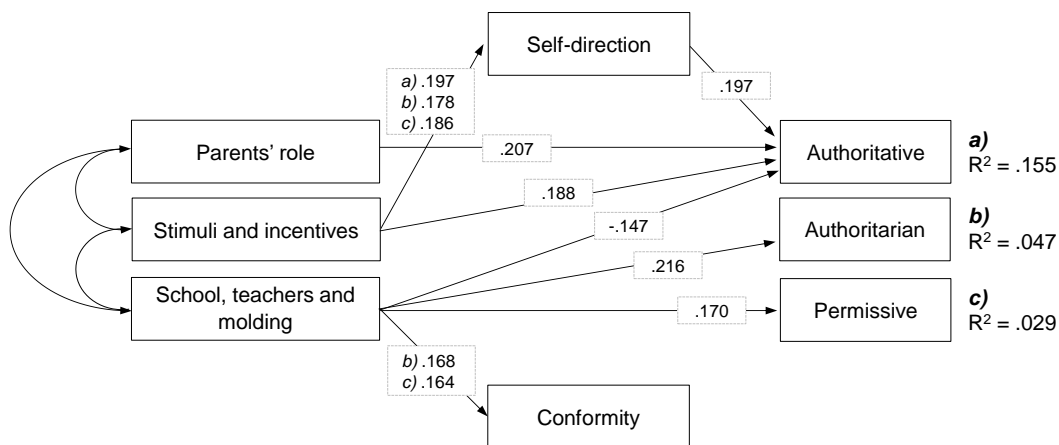 Self-direction
a) .197
b) .178
c) .186
.197
Parents’ role
.207
Authoritative
a)
R² = .155
Stimuli and incentives
.188
-.147
Authoritarian
b)
R² = .047
.216
School, teachers and
molding
.170
Permissive
c)
R² = .029
b) .168
c) .164
Conformity